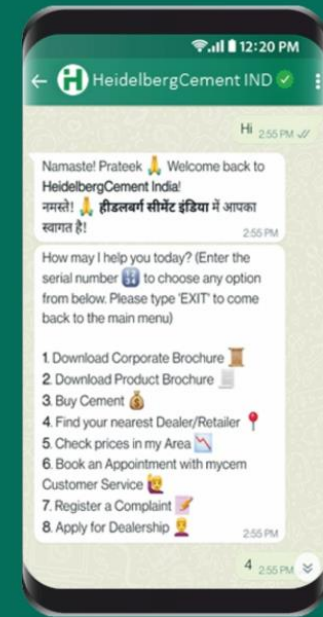 12:20 PM
HeidelbergCement IND
Hi 2:55 PM
Namaste! Prateek 🙏 Welcome back to
HeidelbergCement India!
नमस्ते! 🙏 हीडलबर्ग सीमेंट इंडिया में आपका
स्वागत है!
2:55 PM
How may I help you today? (Enter the
serial number 🔢 to choose any option
from below. Please type 'EXIT' to come
back to the main menu)
1. Download Corporate Brochure
2. Download Product Brochure
3. Buy Cement
4. Find your nearest Dealer/Retailer
5. Check prices in my Area
6. Book an Appointment with mycem
Customer Service
7. Register a Complaint
8. Apply for Dealership
2:55 PM
4 2:55 PM